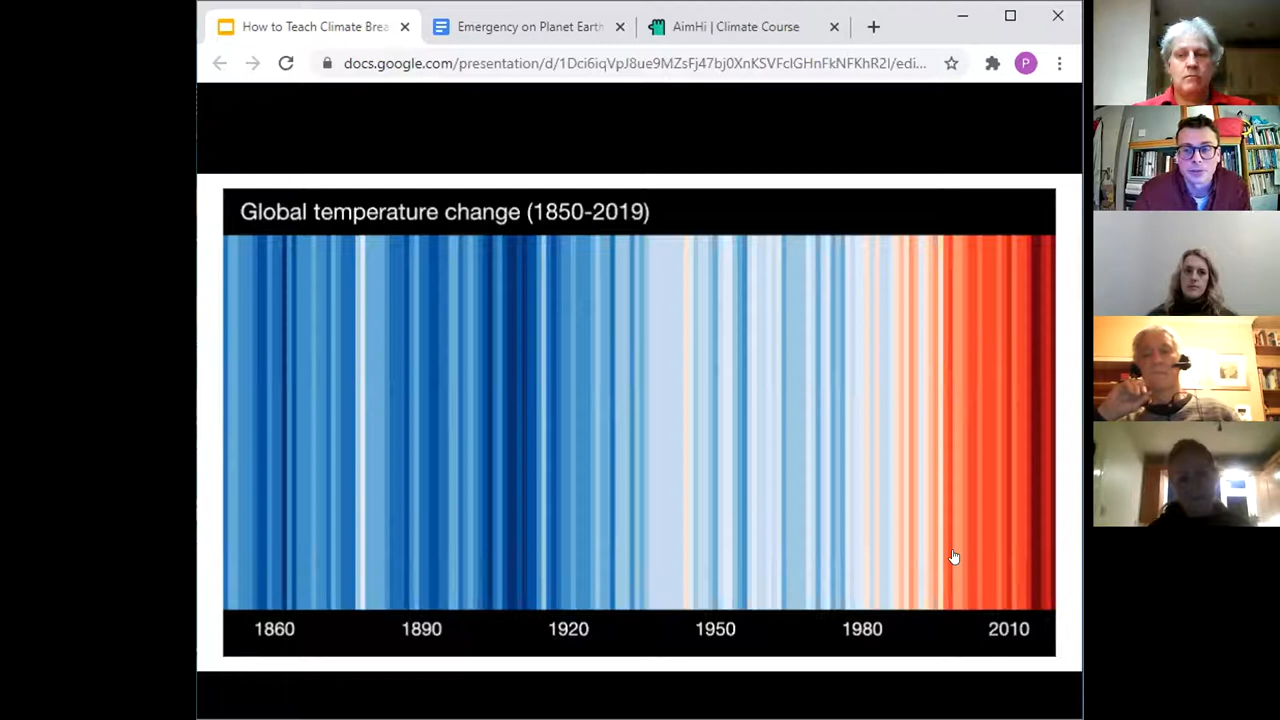 How to Teach Climate Brea
Emergency on Planet Earth
AimHi | Climate Course
docs.google.com/presentation/d/1Dci6iqVpJ8ue9MZsFj47bj0XnKSVFclGHnFkNFKhR2I/edi...
P
Global temperature change (1850-2019)
1860 1890 1920 1950 1980 2010